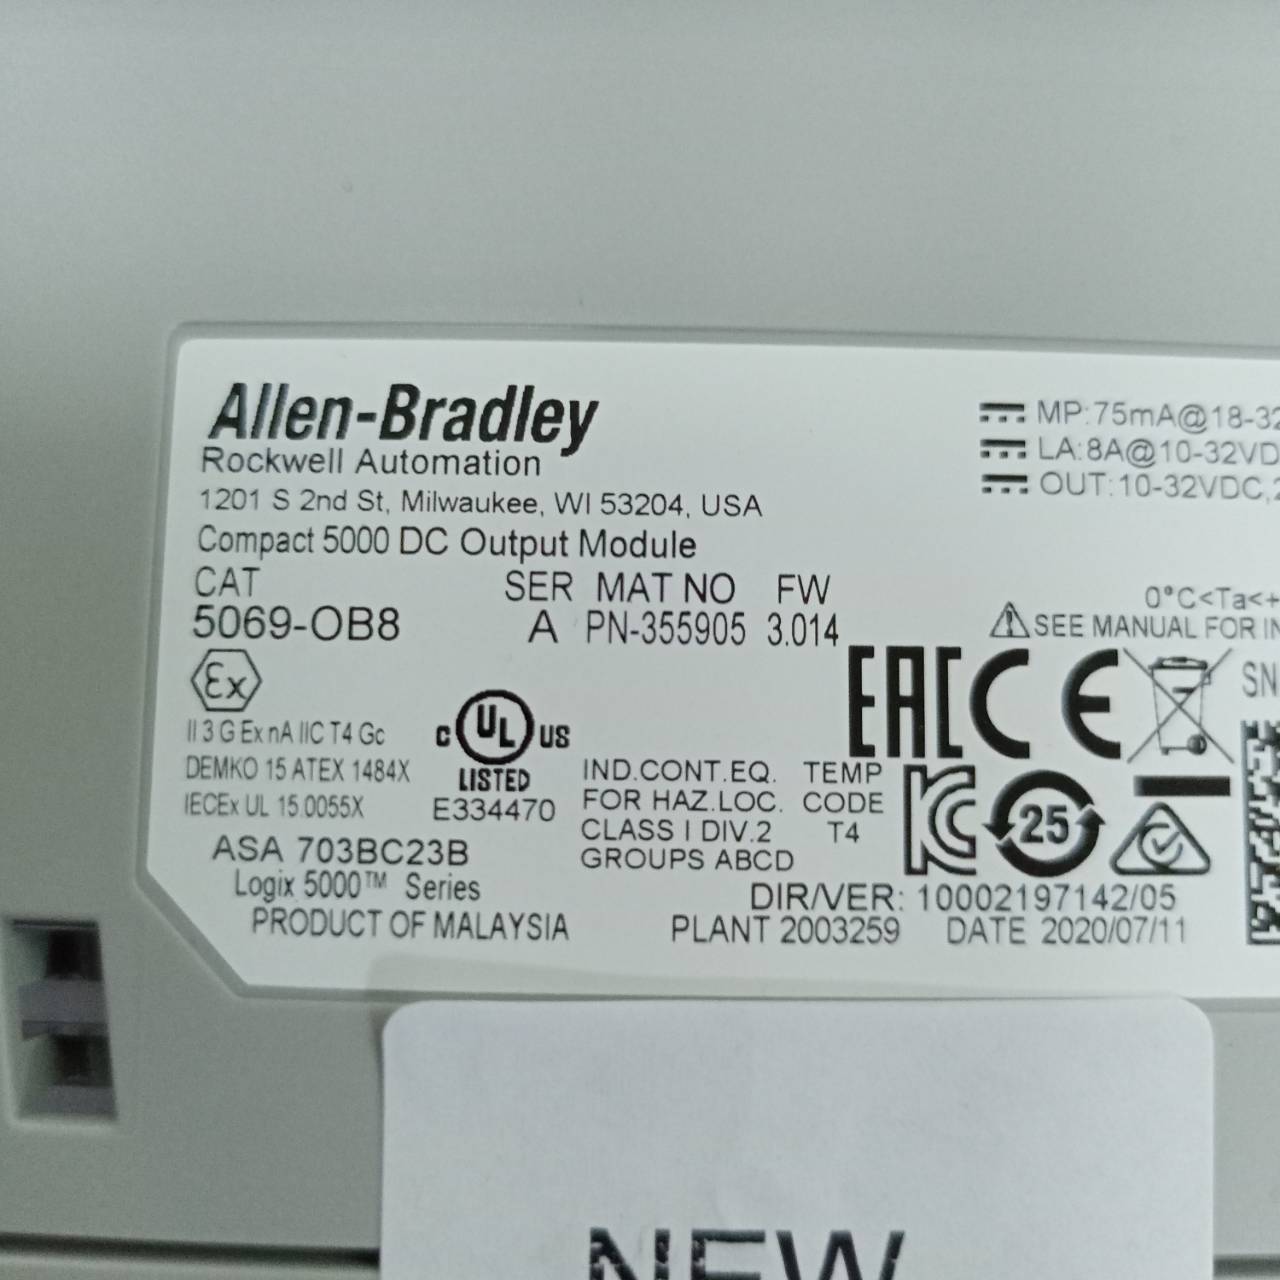 Allen-Bradley
Rockwell Automation
1201 S 2nd St, Milwaukee, WI 53204, USA
Compact 5000 DC Output Module
CAT SER MAT NO FW
5069-OB8 A PN-355905 3.014
MP:75mA@18-32
LA:8A@10-32VD
OUT:10-32VDC,2
0°C<Ta<+
SEE MANUAL FOR IN
Ex
II 3 G Ex nA IIC T4 Gc
DEMKO 15 ATEX 1484X
IECEx UL 15.0055X
C UL US
LISTED
E334470
IND.CONT.EQ. TEMP
FOR HAZ.LOC. CODE
CLASS I DIV.2 T4
GROUPS ABCD
EAC CE
SN
KC 25
ASA 703BC23B
Logix 5000™ Series
PRODUCT OF MALAYSIA
DIR/VER: 10002197142/05
PLANT 2003259 DATE 2020/07/11
NEW